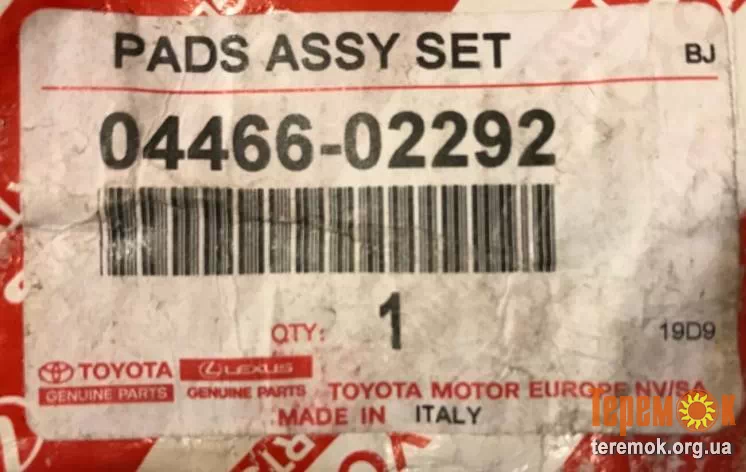 PADS ASSY SET
BJ
04466-02292
QTY: 1
19D9
TOYOTA
LEXUS
GENUINE PARTS
GENUINE PARTS
TOYOTA MOTOR EUROPE NV/SA
MADE IN ITALY
Теремок
teremok.org.ua